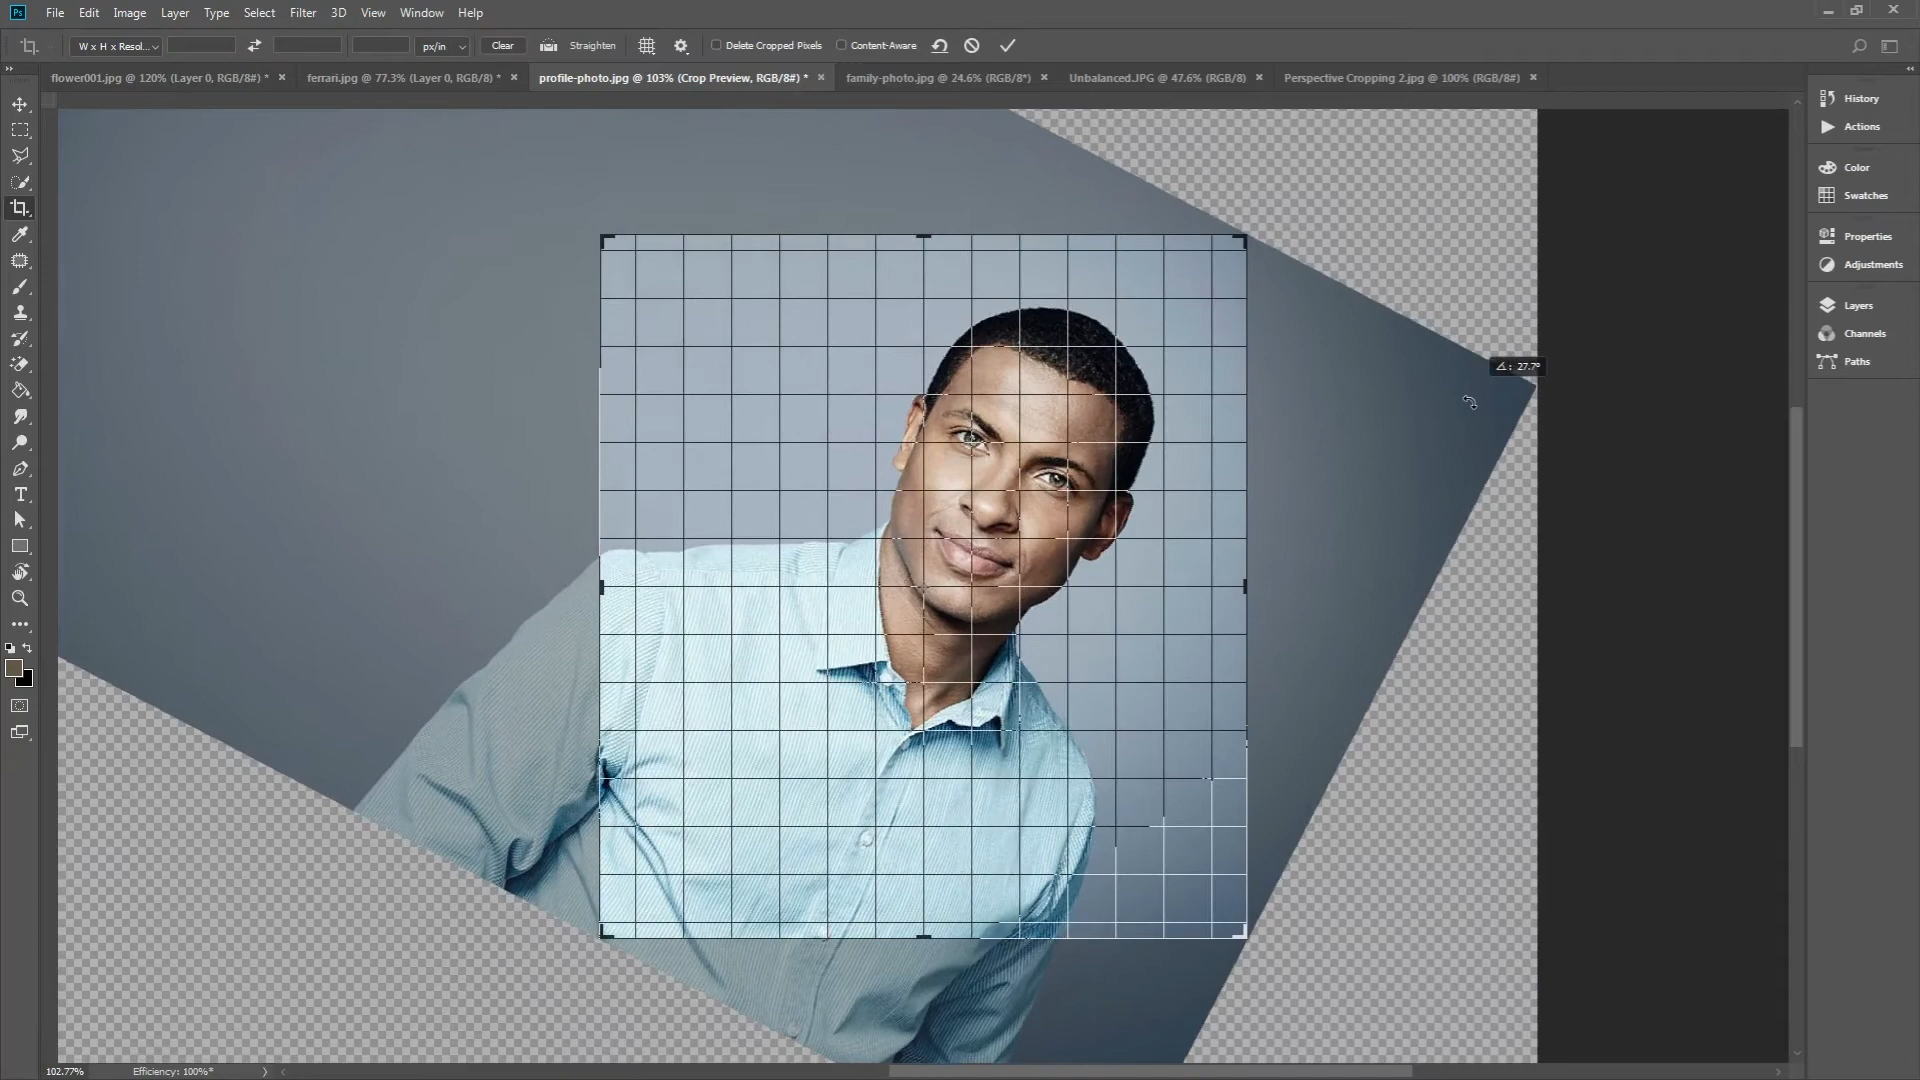 Ps File Edit Image Layer Type Select Filter 3D View Window Help
W x H x Resol... px/in Clear Straighten Delete Cropped Pixels Content-Aware
flower001.jpg @ 120% (Layer 0, RGB/8#) * ferrari.jpg @ 77.3% (Layer 0, RGB/8) * profile-photo.jpg @ 103% (Crop Preview, RGB/8#) * family-photo.jpg @ 24.6% (RGB/8*) Unbalanced.JPG @ 47.6% (RGB/8) Perspective Cropping 2.jpg @ 100% (RGB/8#)
History
Actions
Color
Swatches
Properties
Adjustments
Layers
Channels
Paths
: 27.7°
T
102.77% Efficiency: 100%*